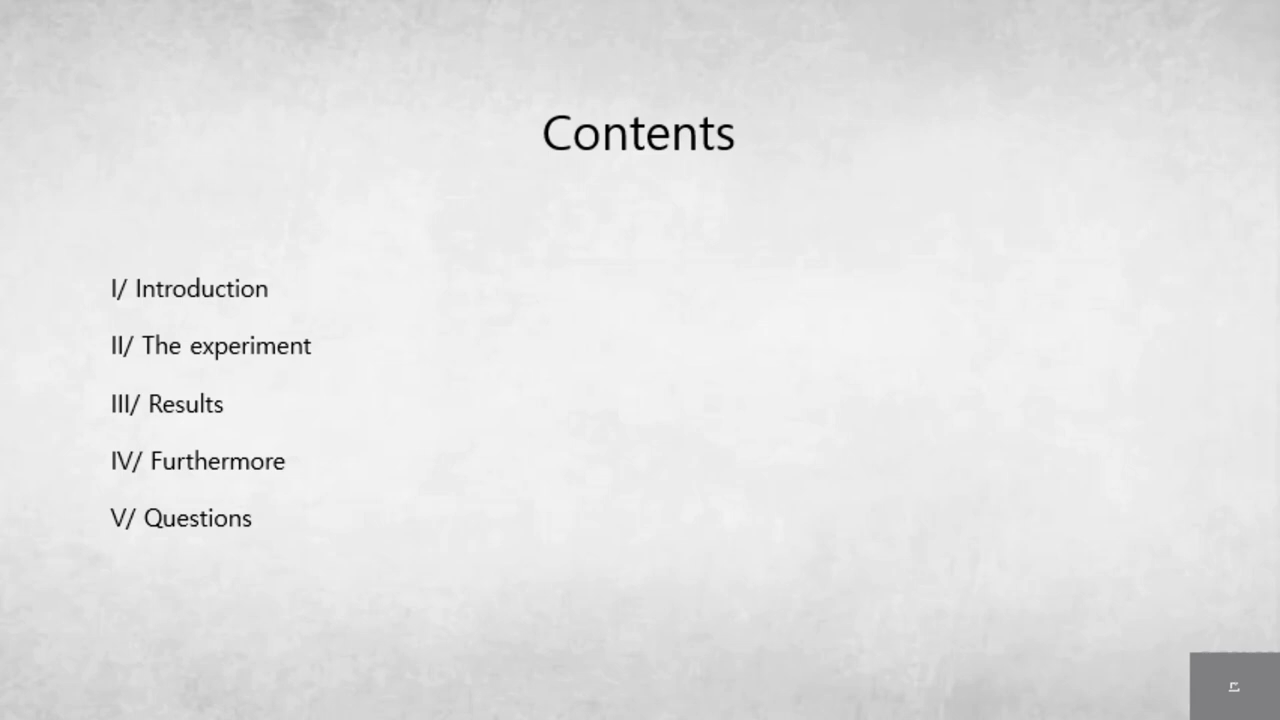 Contents
I/ Introduction
II/ The experiment
III/ Results
IV/ Furthermore
V/ Questions